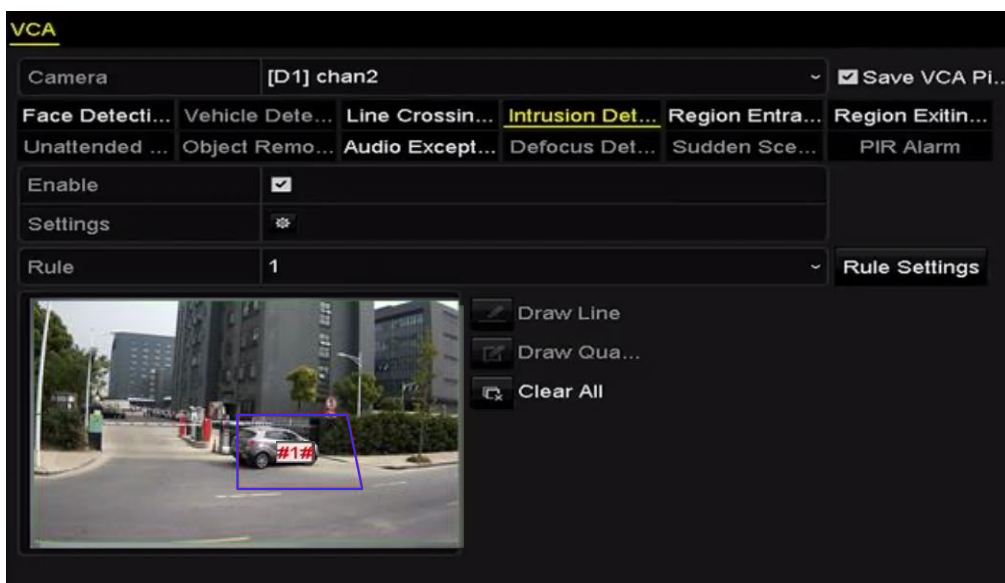 VCA
Camera [D1] chan2 Save VCA Pi...
Face Detecti... Vehicle Dete... Line Crossin... Intrusion Det... Region Entra... Region Exitin...
Unattended ... Object Remo... Audio Except... Defocus Det... Sudden Sce... PIR Alarm
Enable
Settings
Rule 1 Rule Settings
Draw Line
Draw Qua...
Clear All
#1#